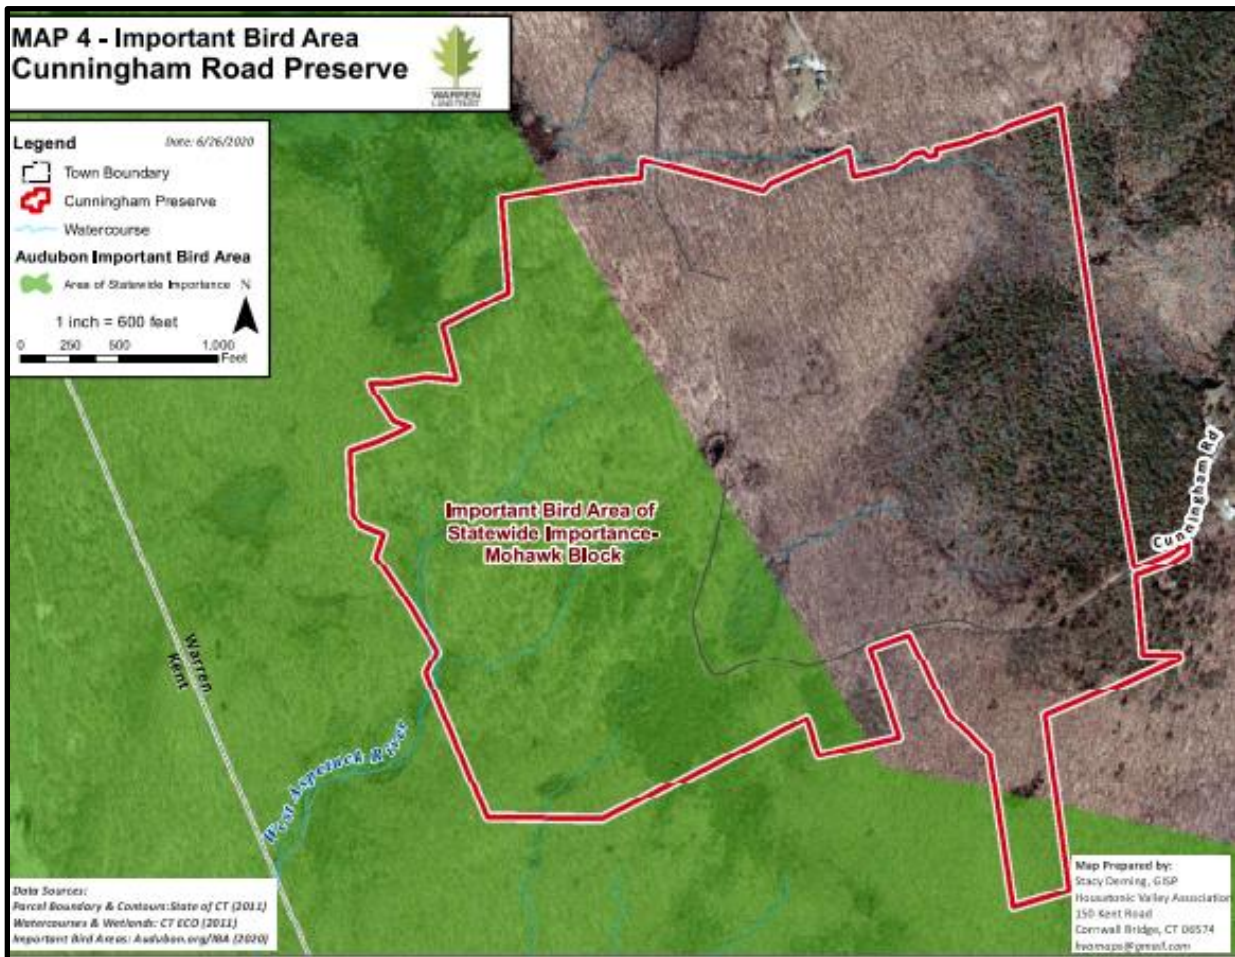 MAP 4 - Important Bird Area
Cunningham Road Preserve
WARREN
LAND TRUST
Legend
Date: 6/26/2020
Town Boundary
Cunningham Preserve
Watercourse
Audubon Important Bird Area
Area of Statewide Importance
N
1 inch = 600 feet
0 250 500 1,000
Feet
Cunningham Rd
Important Bird Area of
Statewide Importance-
Mohawk Block
Warren
Kent
West Aspetuck River
Data Sources:
Parcel Boundary & Contours:State of CT (2011)
Watercourses & Wetlands: CT ECO (2011)
Important Bird Areas: Audubon.org/IBA (2020)
Map Prepared by:
Stacy Deming, GISP
Housatonic Valley Association
150 Kent Road
Cornwall Bridge, CT 06574
hvamaps@gmail.com